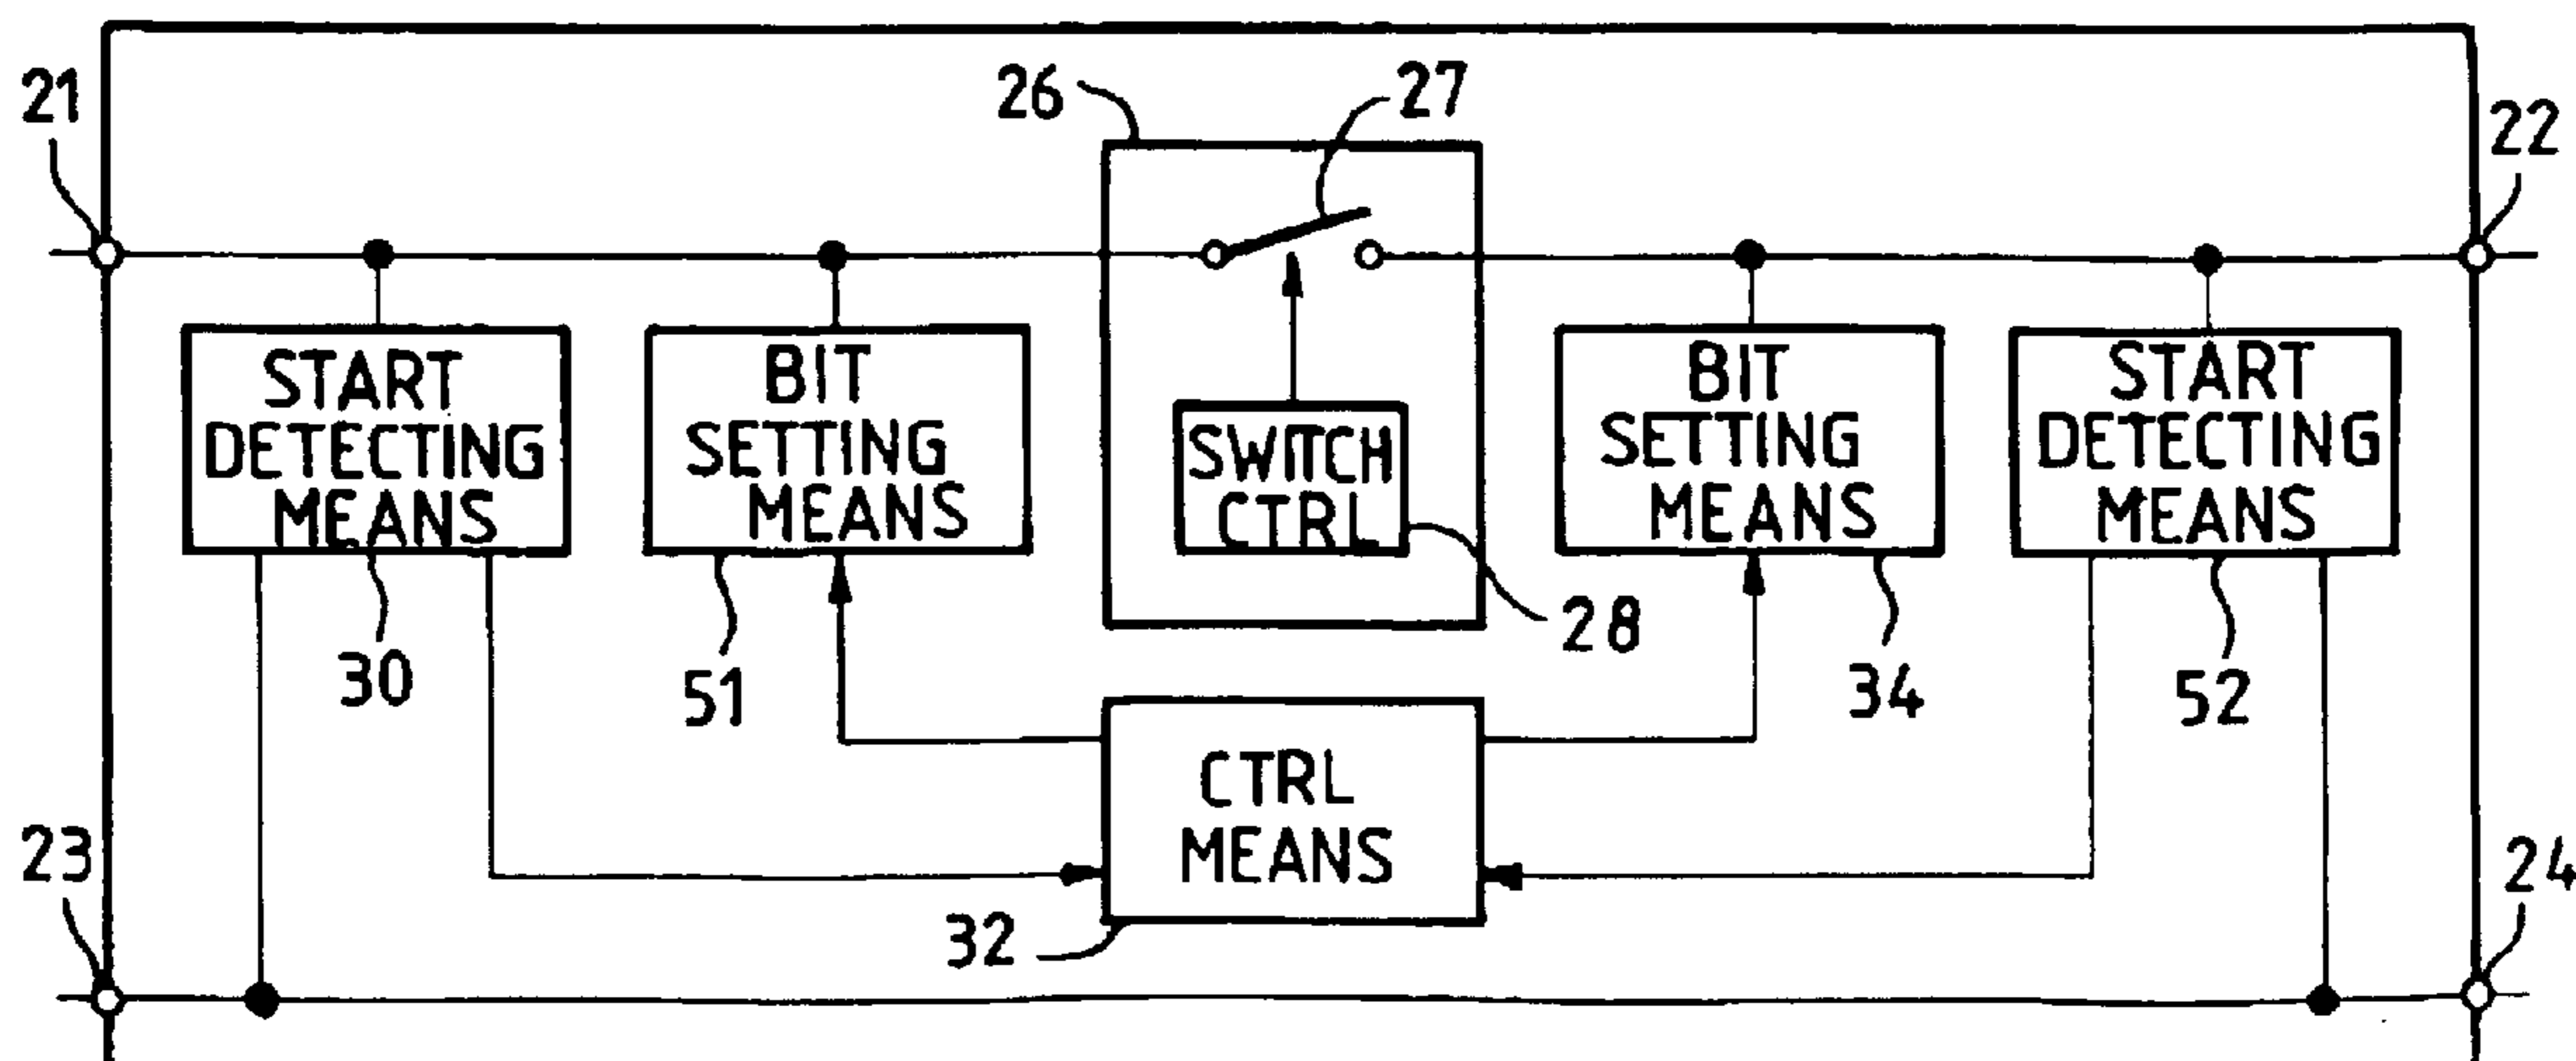 21
26
27
22
START
DETECTING
MEANS
BIT
SETTING
MEANS
SWITCH
CTRL
BIT
SETTING
MEANS
START
DETECTING
MEANS
30
51
28
34
52
CTRL
MEANS
23
32
24